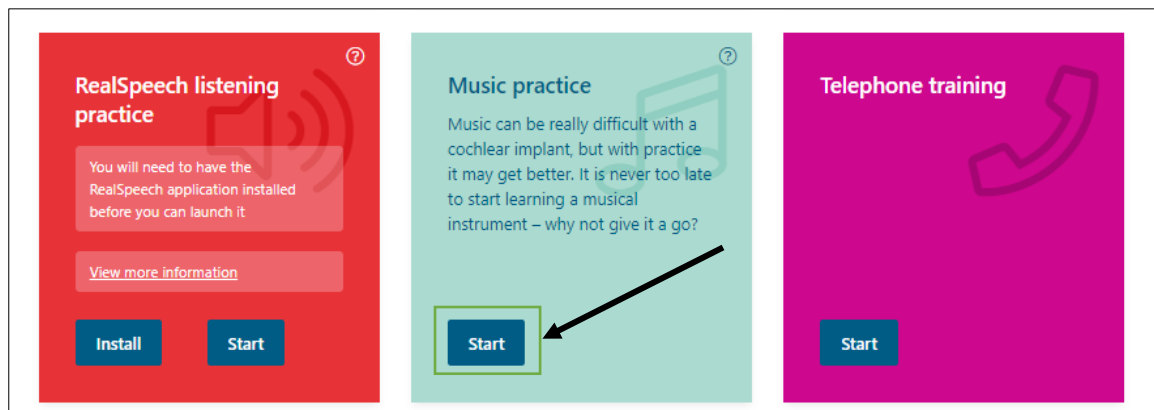 RealSpeech listening
practice
?
You will need to have the
RealSpeech application installed
before you can launch it
View more information
Install
Start
Music practice
?
Music can be really difficult with a
cochlear implant, but with practice
it may get better. It is never too late
to start learning a musical
instrument – why not give it a go?
Start
Telephone training
Start